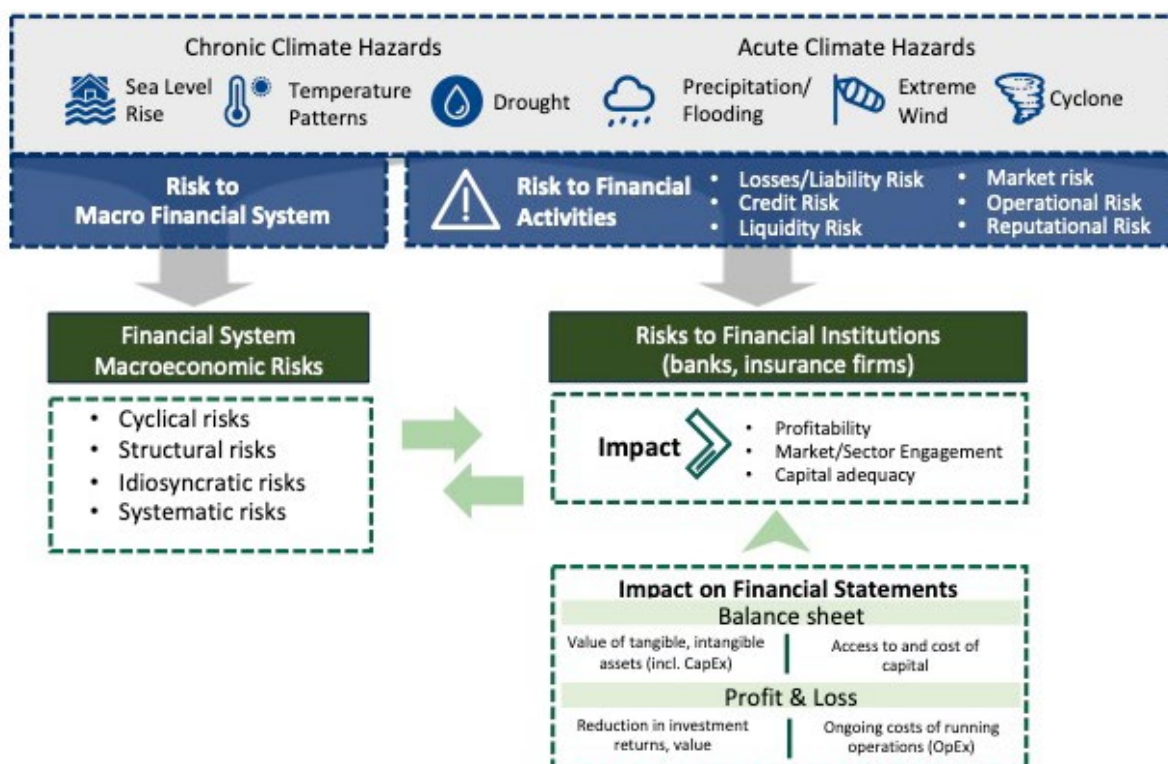 Chronic Climate Hazards
Acute Climate Hazards
Sea Level
Rise
Temperature
Patterns
Drought
Precipitation/
Flooding
Extreme
Wind
Cyclone
Risk to
Macro Financial System
Risk to Financial
Activities
• Losses/Liability Risk
• Credit Risk
• Liquidity Risk
• Market risk
• Operational Risk
• Reputational Risk
Financial System
Macroeconomic Risks
• Cyclical risks
• Structural risks
• Idiosyncratic risks
• Systematic risks
Risks to Financial Institutions
(banks, insurance firms)
Impact
• Profitability
• Market/Sector Engagement
• Capital adequacy
Impact on Financial Statements
Balance sheet
Value of tangible, intangible
assets (incl. CapEx)
Access to and cost of
capital
Profit & Loss
Reduction in investment
returns, value
Ongoing costs of running
operations (OpEx)